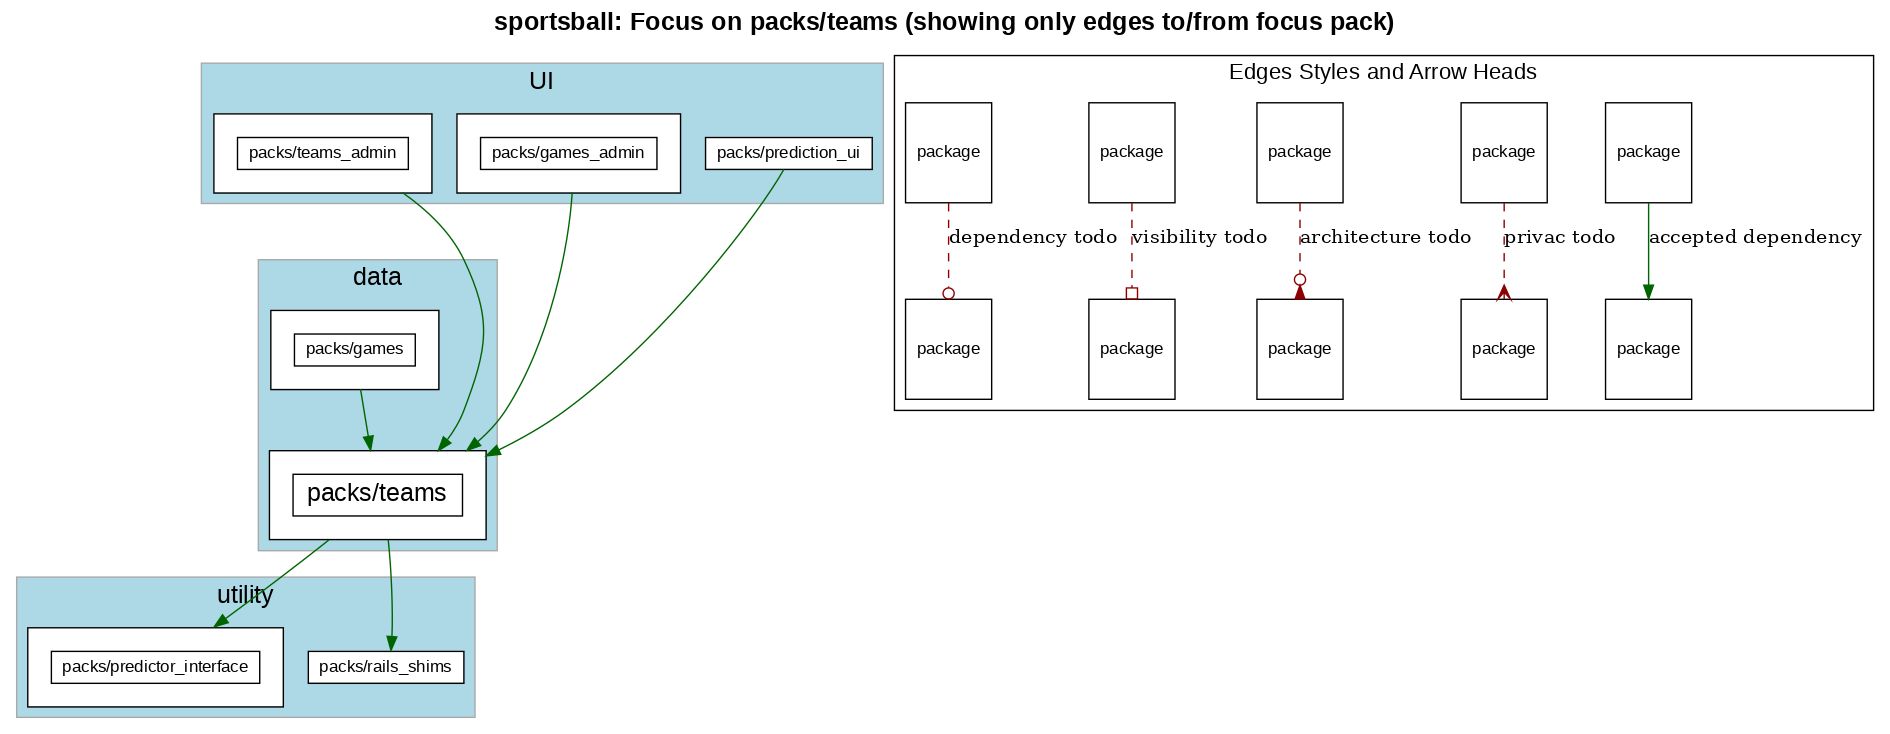 sportsball: Focus on packs/teams (showing only edges to/from focus pack)
UI
packs/teams_admin
packs/games_admin
packs/prediction_ui
data
packs/games
packs/teams
utility
packs/predictor_interface
packs/rails_shims
Edges Styles and Arrow Heads
package
package
package
package
package
dependency todo
visibility todo
architecture todo
privac todo
accepted dependency
package
package
package
package
package